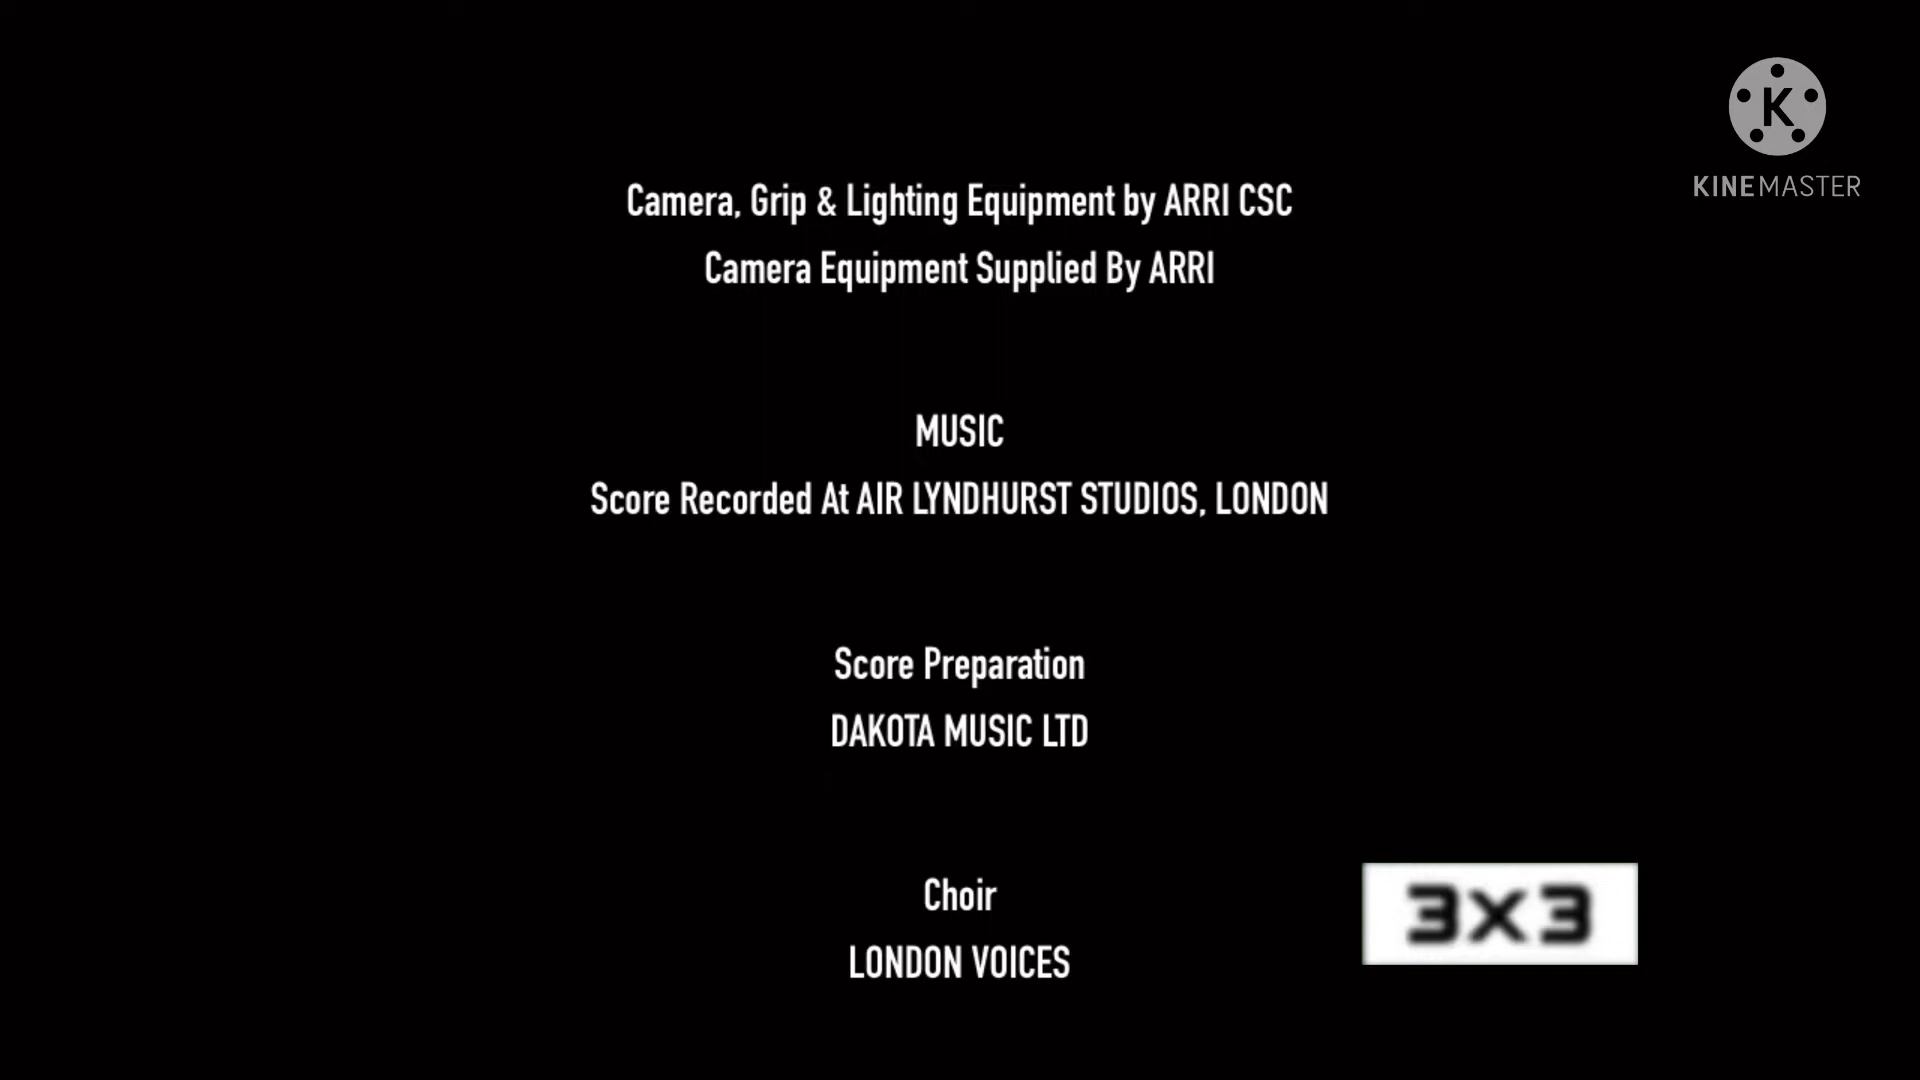 K
KINEMASTER
Camera, Grip & Lighting Equipment by ARRI CSC
Camera Equipment Supplied By ARRI
MUSIC
Score Recorded At AIR LYNDHURST STUDIOS, LONDON
Score Preparation
DAKOTA MUSIC LTD
Choir
LONDON VOICES
3x3